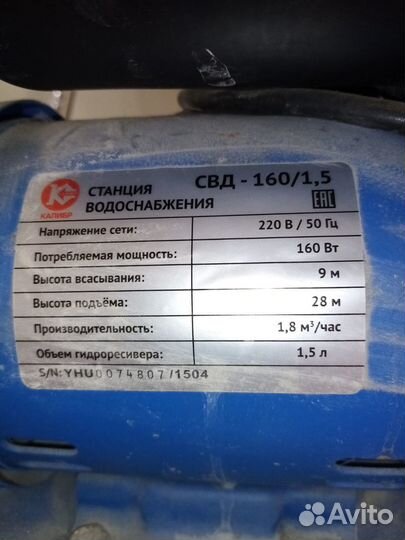 СТАНЦИЯ СВД - 160/1,5
КАЛИБР ВОДОСНАБЖЕНИЯ EAC
Напряжение сети: 220 В / 50 Гц
Потребляемая мощность: 160 Вт
Высота всасывания: 9 м
Высота подъёма: 28 м
Производительность: 1,8 м³/час
Объем гидроресивера: 1,5 л
S/N: YHU0074807/1504
Avito